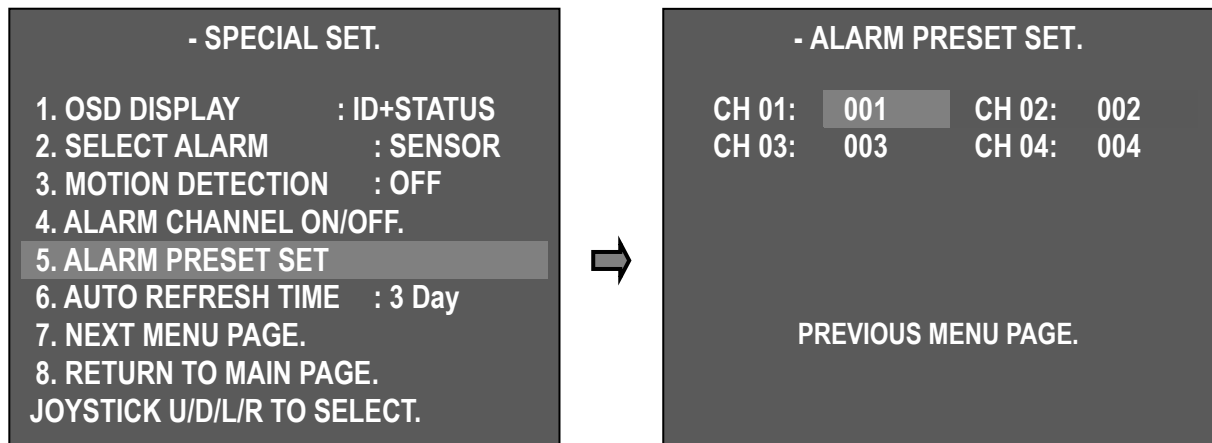 - SPECIAL SET.
1. OSD DISPLAY : ID+STATUS
2. SELECT ALARM : SENSOR
3. MOTION DETECTION : OFF
4. ALARM CHANNEL ON/OFF.
5. ALARM PRESET SET
6. AUTO REFRESH TIME : 3 Day
7. NEXT MENU PAGE.
8. RETURN TO MAIN PAGE.
JOYSTICK U/D/L/R TO SELECT.
- ALARM PRESET SET.
CH 01: 001 CH 02: 002
CH 03: 003 CH 04: 004
PREVIOUS MENU PAGE.